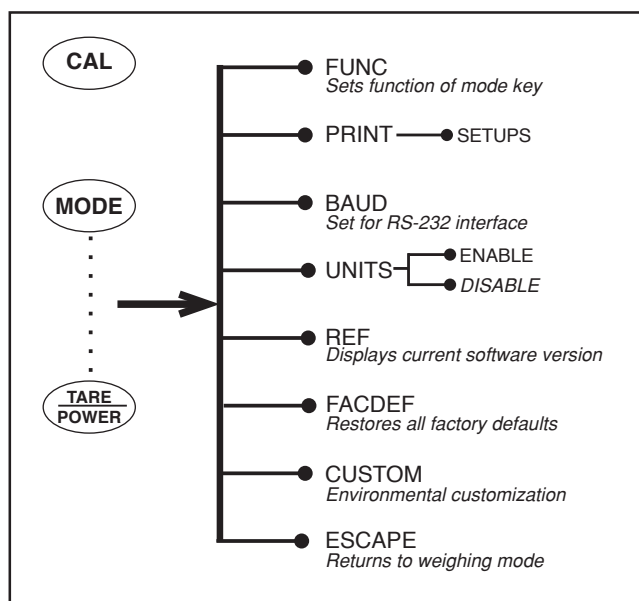 CAL
MODE
TARE
POWER
FUNC
Sets function of mode key
PRINT
SETUPS
BAUD
Set for RS-232 interface
UNITS
ENABLE
DISABLE
REF
Displays current software version
FACDEF
Restores all factory defaults
CUSTOM
Environmental customization
ESCAPE
Returns to weighing mode